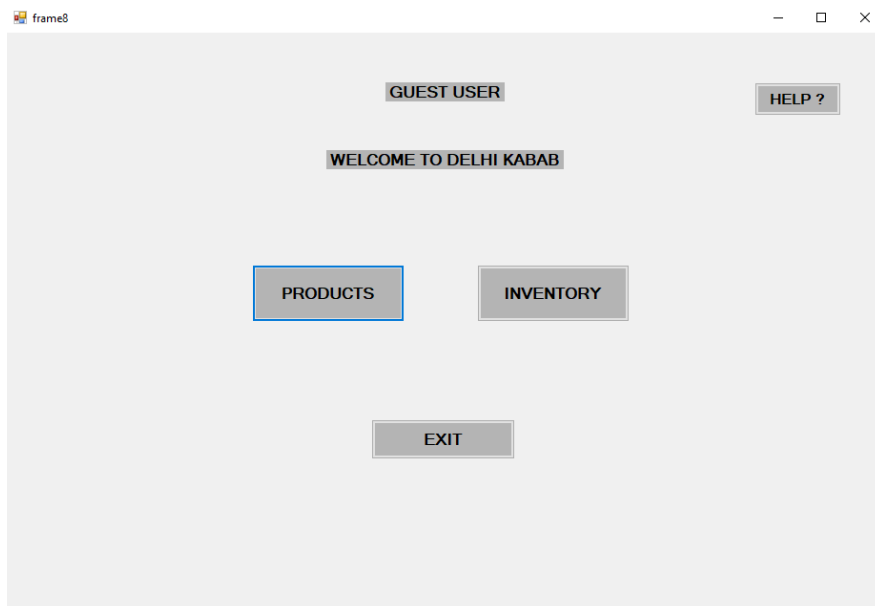 frame8
GUEST USER
HELP ?
WELCOME TO DELHI KABAB
PRODUCTS
INVENTORY
EXIT